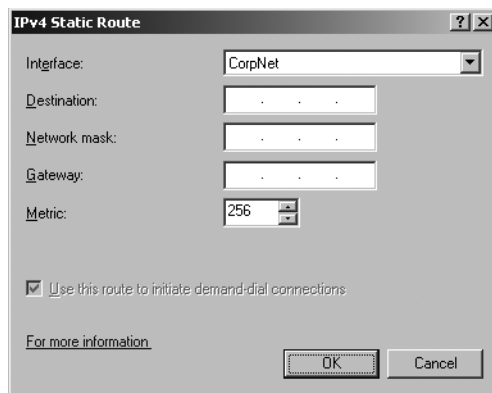 IPv4 Static Route
Interface: CorpNet
Destination: . . .
Network mask: . . .
Gateway: . . .
Metric: 256
Use this route to initiate demand-dial connections
For more information
OK Cancel